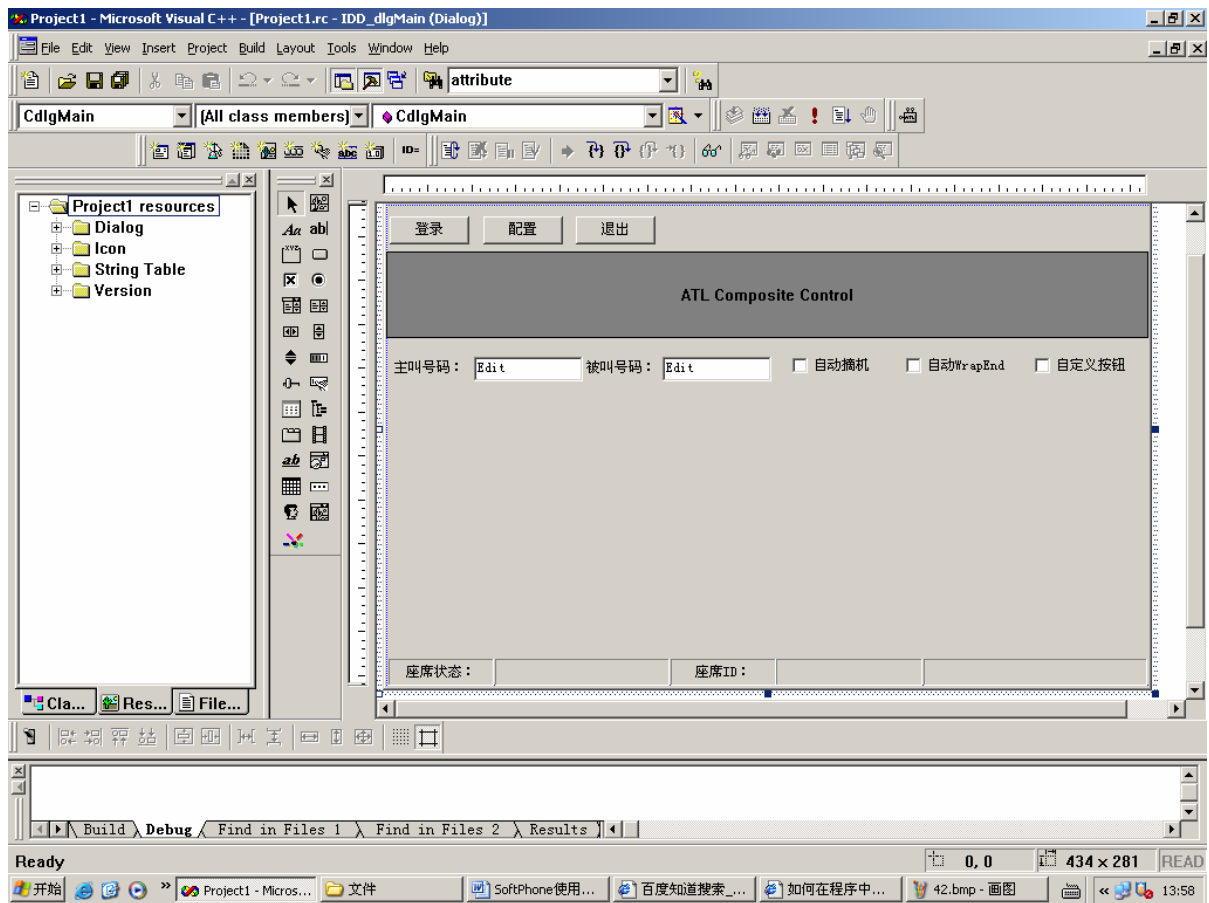 Project1 - Microsoft Visual C++ - [Project1.rc - IDD_dlgMain (Dialog)]
File Edit View Insert Project Build Layout Tools Window Help
attribute
CdlgMain (All class members) CdlgMain
Project1 resources
Dialog
Icon
String Table
Version
Cla... Res... File...
Aa ab|
XYZ
ab
登录 配置 退出
ATL Composite Control
主叫号码： Edit 被叫号码： Edit 自动摘机 自动WrapEnd 自定义按钮
座席状态： 座席ID：
Build Debug Find in Files 1 Find in Files 2 Results
Ready 0, 0 434 × 281 READ
开始 » Project1 - Micros... 文件 SoftPhone使用... 百度知道搜索_... 如何在程序中... 42.bmp - 画图 « 13:58